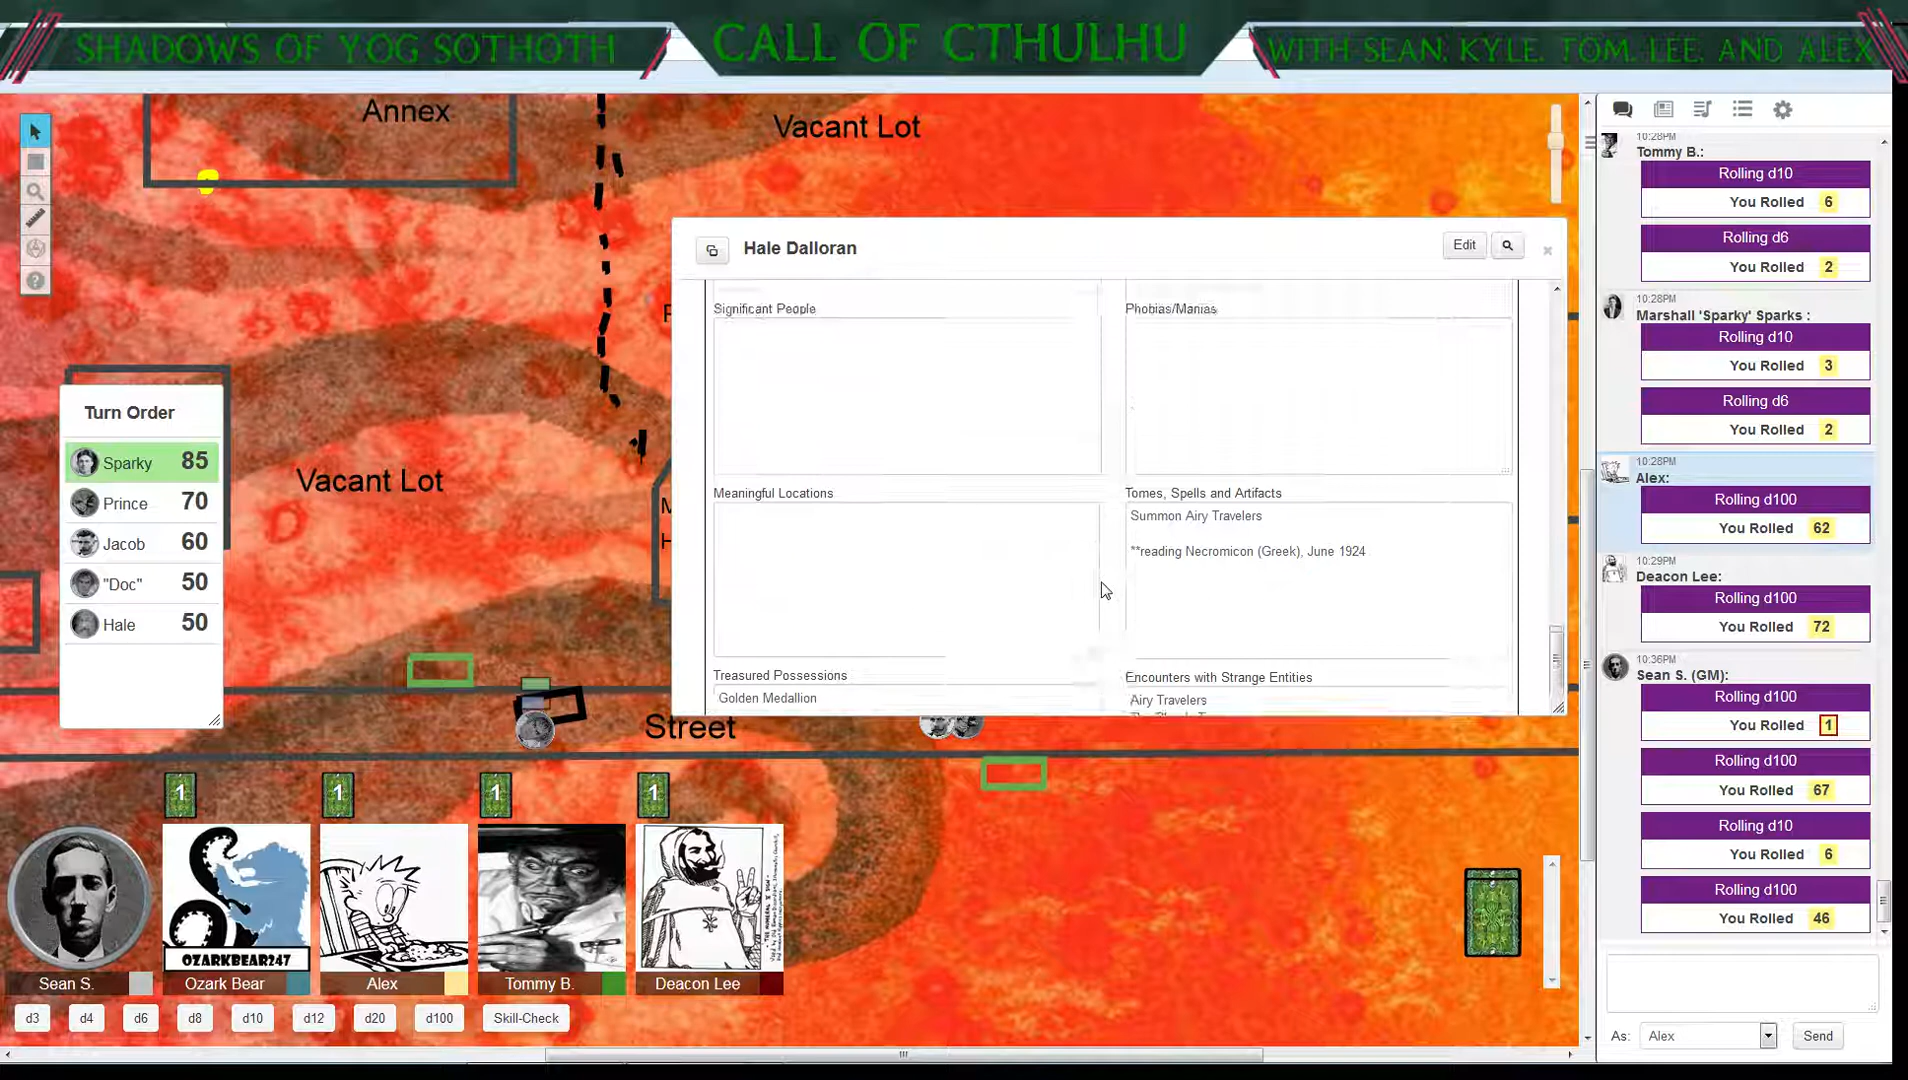 SHADOWS OF YOG SOTHOTH
CALL OF CTHULHU
WITH SEAN, KYLE, TOM, LEE, AND ALEX
Annex
Vacant Lot
Vacant Lot
Street
Turn Order
Sparky 85
Prince 70
Jacob 60
"Doc" 50
Hale 50
Hale Dalloran
Edit
Significant People
Phobias/Manias
Meaningful Locations
Tomes, Spells and Artifacts
Summon Airy Travelers
**reading Necromicon (Greek), June 1924
Treasured Possessions
Golden Medallion
Encounters with Strange Entities
Airy Travelers
10:28PM
Tommy B.:
Rolling d10
You Rolled 6
Rolling d6
You Rolled 2
10:28PM
Marshall 'Sparky' Sparks :
Rolling d10
You Rolled 3
Rolling d6
You Rolled 2
10:28PM
Alex:
Rolling d100
You Rolled 62
10:29PM
Deacon Lee:
Rolling d100
You Rolled 72
10:36PM
Sean S. (GM):
Rolling d100
You Rolled 1
Rolling d100
You Rolled 67
Rolling d10
You Rolled 6
Rolling d100
You Rolled 46
As: Alex
Send
1
1
1
1
OZARKBEAR247
Sean S.
Ozark Bear
Alex
Tommy B.
Deacon Lee
d3
d4
d6
d8
d10
d12
d20
d100
Skill-Check